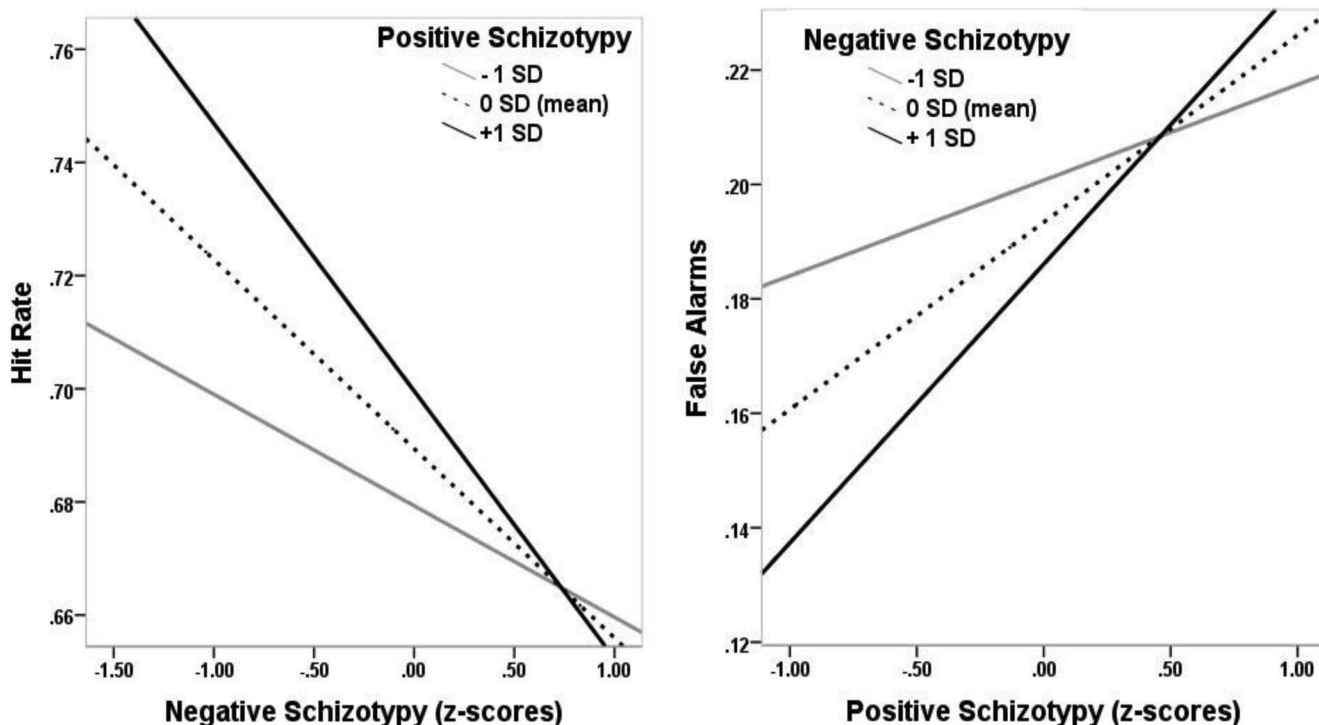 Positive Schizotypy
- 1 SD
0 SD (mean)
+1 SD
.76
.74
.72
.70
.68
.66
Hit Rate
-1.50
-1.00
-.50
.00
.50
1.00
Negative Schizotypy (z-scores)
Negative Schizotypy
-1 SD
0 SD (mean)
+ 1 SD
.22
.20
.18
.16
.14
.12
False Alarms
-1.00
-.50
.00
.50
1.00
Positive Schizotypy (z-scores)